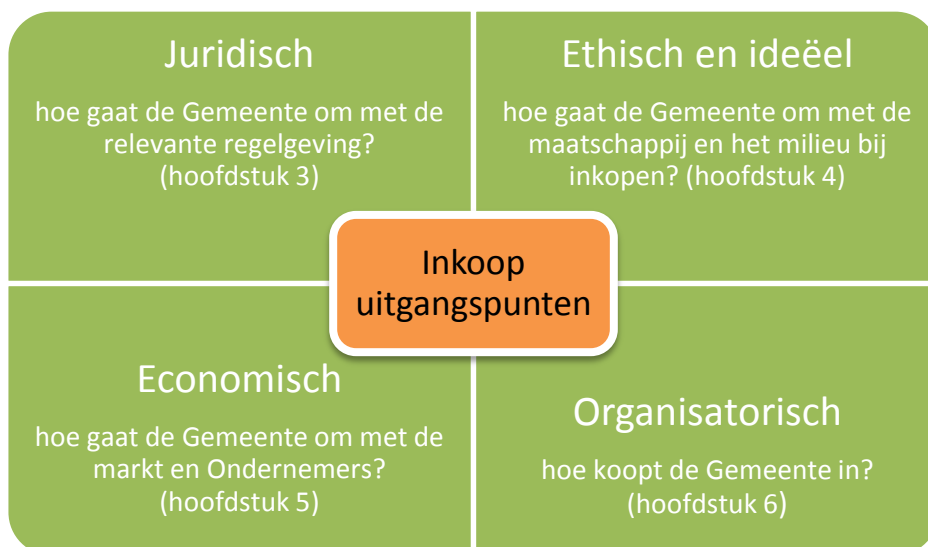 Juridisch
hoe gaat de Gemeente om met de
relevante regelgeving?
(hoofdstuk 3)
Ethisch en ideëel
hoe gaat de Gemeente om met de
maatschappij en het milieu bij
inkopen? (hoofdstuk 4)
Inkoop
uitgangspunten
Economisch
hoe gaat de Gemeente om met de
markt en Ondernemers?
(hoofdstuk 5)
Organisatorisch
hoe koopt de Gemeente in?
(hoofdstuk 6)